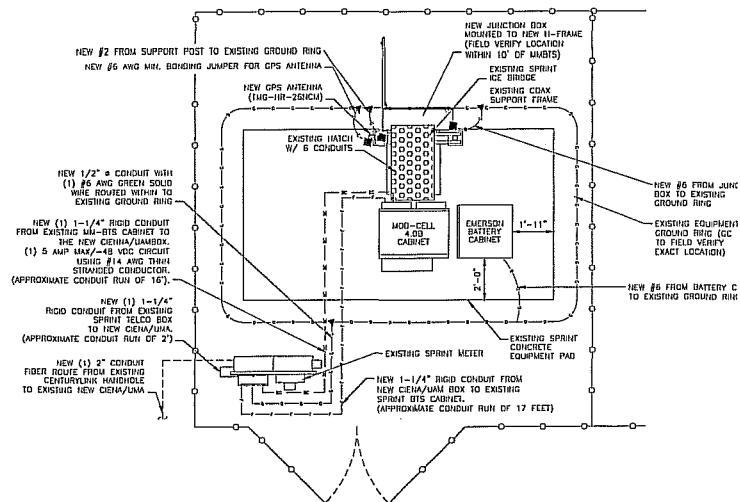 NEW JUNCTION BOX
MOUNTED TO NEW H-FRAME
(FIELD VERIFY LOCATION
WITHIN 10' OF MMBTS)
NEW #2 FROM SUPPORT POST TO EXISTING GROUND RING
NEW #6 AWG MIN. BONDING JUMPER FOR GPS ANTENNA
EXISTING SPRINT
ICE BRIDGE
NEW GPS ANTENNA
(TMG-HR-26NCM)
EXISTING COAX
SUPPORT FRAME
EXISTING HATCH
W/ 6 CONDUITS
NEW 1/2" ø CONDUIT WITH
(1) #6 AWG GREEN SOLID
WIRE ROUTED WITHIN TO
EXISTING GROUND RING
NEW #6 FROM JUNC
BOX TO EXISTING
GROUND RING
MOD-CELL
4.0B
CABINET
EMERSON
BATTERY
CABINET
1'-11"
2'-0"
EXISTING EQUIPMENT
GROUND RING (GC
TO FIELD VERIFY
EXACT LOCATION)
NEW (1) 1-1/4" RIGID CONDUIT
FROM EXISTING MM-BTS CABINET TO
THE NEW CIENNA/UAMBOX.
(1) 5 AMP MAX/-48 VDC CIRCUIT
USING #14 AWG THHN
STRANDED CONDUCTOR.
(APPROXIMATE CONDUIT RUN OF 16').
NEW #6 FROM BATTERY C
TO EXISTING GROUND RING
NEW (1) 1-1/4"
RIGID CONDUIT FROM EXISTING
SPRINT TELCO BOX
TO NEW CIENA/UMA.
(APPROXIMATE CONDUIT RUN OF 2')
EXISTING SPRINT
CONCRETE
EQUIPMENT PAD
NEW (1) 2" CONDUIT
FIBER ROUTE FROM EXISTING
CENTURYLINK HANDHOLE
TO EXISTING NEW CIENA/UMA
EXISTING SPRINT METER
NEW 1-1/4" RIGID CONDUIT FROM
NEW CIENA/UAM BOX TO EXISTING
SPRINT BTS CABINET.
(APPROXIMATE CONDUIT RUN OF 17 FEET)